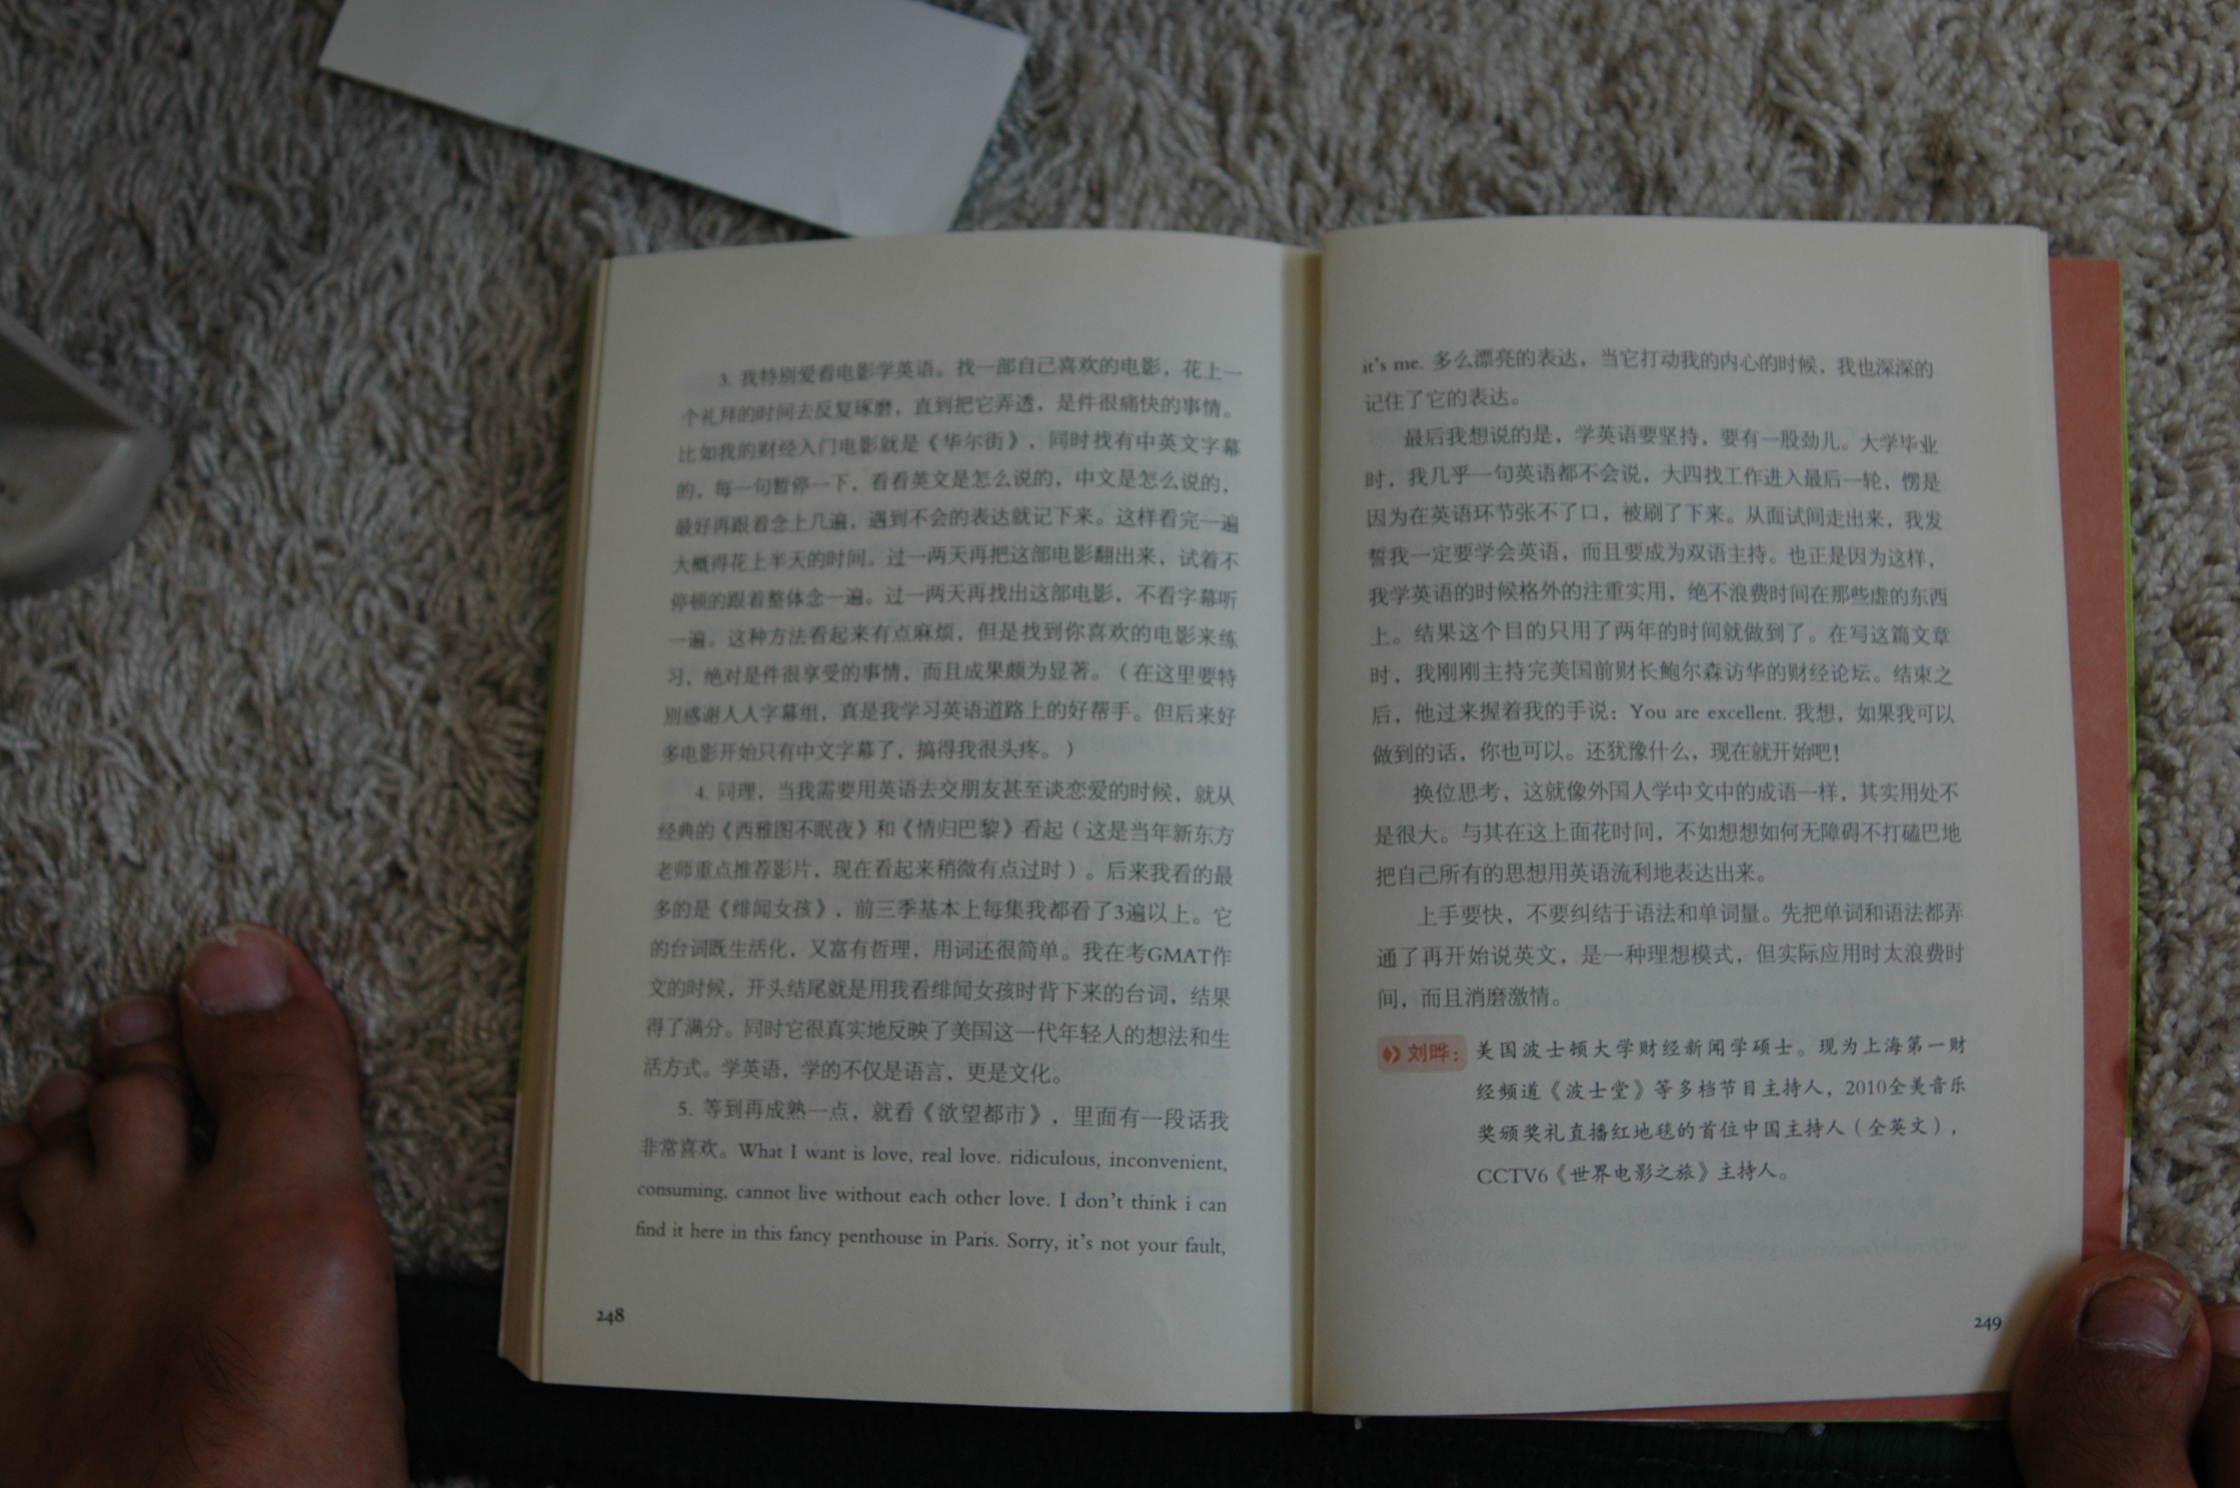 3. 我特别爱看电影学英语。找一部自己喜欢的电影，花上一
个礼拜的时间去反复琢磨，直到把它弄透，是件很痛快的事情。
比如我的财经入门电影就是《华尔街》，同时找有中英文字幕
的，每一句暂停一下，看看英文是怎么说的，中文是怎么说的，
最好再跟着念上几遍，遇到不会的表达就记下来。这样看完一遍
大概得花上半天的时间。过一两天再把这部电影翻出来，试着不
停顿的跟着整体念一遍。过一两天再找出这部电影，不看字幕听
一遍。这种方法看起来有点麻烦，但是找到你喜欢的电影来练
习，绝对是件很享受的事情，而且成果颇为显著。（在这里要特
别感谢人人字幕组，真是我学习英语道路上的好帮手。但后来好
多电影开始只有中文字幕了，搞得我很头疼。）
4. 同理，当我需要用英语去交朋友甚至谈恋爱的时候，就从
经典的《西雅图不眠夜》和《情归巴黎》看起（这是当年新东方
老师重点推荐影片，现在看起来稍微有点过时）。后来我看的最
多的是《绯闻女孩》，前三季基本上每集我都看了3遍以上。它
的台词既生活化，又富有哲理，用词还很简单。我在考GMAT作
文的时候，开头结尾就是用我看绯闻女孩时背下来的台词，结果
得了满分。同时它很真实地反映了美国这一代年轻人的想法和生
活方式。学英语，学的不仅是语言，更是文化。
5. 等到再成熟一点，就看《欲望都市》，里面有一段话我
非常喜欢。What I want is love, real love. ridiculous, inconvenient,
consuming, cannot live without each other love. I don't think i can
find it here in this fancy penthouse in Paris. Sorry, it's not your fault,
248
it's me. 多么漂亮的表达，当它打动我的内心的时候，我也深深的
记住了它的表达。
最后我想说的是，学英语要坚持，要有一股劲儿。大学毕业
时，我几乎一句英语都不会说，大四找工作进入最后一轮，愣是
因为在英语环节张不了口，被刷了下来。从面试间走出来，我发
誓我一定要学会英语，而且要成为双语主持。也正是因为这样，
我学英语的时候格外的注重实用，绝不浪费时间在那些虚的东西
上。结果这个目的只用了两年的时间就做到了。在写这篇文章
时，我刚刚主持完美国前财长鲍尔森访华的财经论坛。结束之
后，他过来握着我的手说：You are excellent. 我想，如果我可以
做到的话，你也可以。还犹豫什么，现在就开始吧！
换位思考，这就像外国人学中文中的成语一样，其实用处不
是很大。与其在这上面花时间，不如想想如何无障碍不打磕巴地
把自己所有的思想用英语流利地表达出来。
上手要快，不要纠结于语法和单词量。先把单词和语法都弄
通了再开始说英文，是一种理想模式，但实际应用时太浪费时
间，而且消磨激情。
刘晔：美国波士顿大学财经新闻学硕士。现为上海第一财
经频道《波士堂》等多档节目主持人，2010全美音乐
奖颁奖礼直播红地毯的首位中国主持人（全英文），
CCTV6《世界电影之旅》主持人。
249